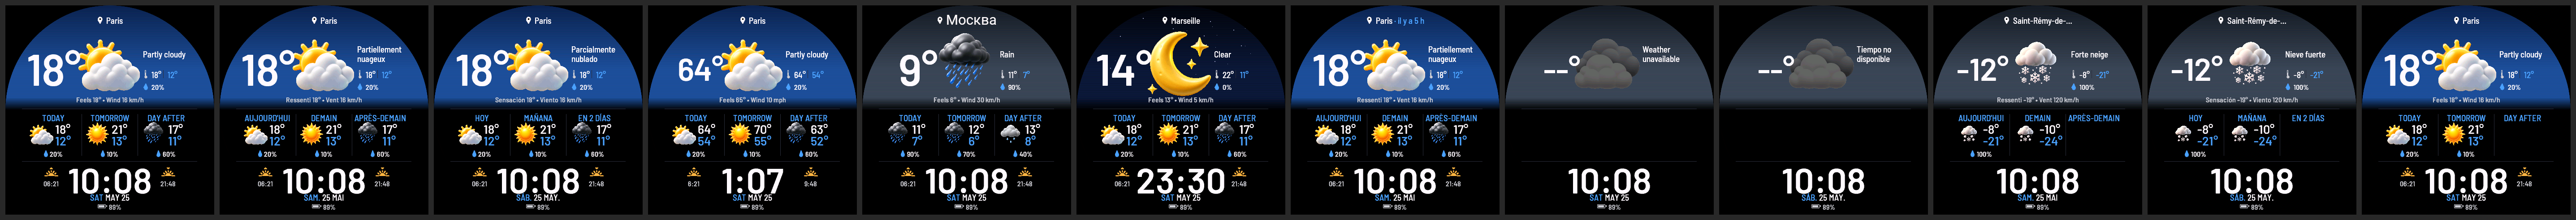 Paris
18°
Partly cloudy
18° 12°
20%
Feels 18° • Wind 16 km/h
TODAY TOMORROW DAY AFTER
18° 21° 17°
12° 13° 11°
20% 10% 60%
06:21 10:08 21:48
SAT MAY 25
89%
Paris
18°
Partiellement
nuageux
18° 12°
20%
Ressenti 18° • Vent 16 km/h
AUJOURD'HUI DEMAIN APRÈS-DEMAIN
18° 21° 17°
12° 13° 11°
20% 10% 60%
06:21 10:08 21:48
SAM. 25 MAI
89%
Paris
18°
Parcialmente
nublado
18° 12°
20%
Sensación 18° • Viento 16 km/h
HOY MAÑANA EN 2 DÍAS
18° 21° 17°
12° 13° 11°
20% 10% 60%
06:21 10:08 21:48
SÁB. 25 MAY.
89%
Paris
64°
Partly cloudy
64° 54°
20%
Feels 65° • Wind 10 mph
TODAY TOMORROW DAY AFTER
64° 70° 63°
54° 55° 52°
20% 10% 60%
6:21 1:07 9:48
SAT MAY 25
89%
Москва
9°
Rain
11° 7°
90%
Feels 6° • Wind 30 km/h
TODAY TOMORROW DAY AFTER
11° 12° 13°
7° 6° 8°
90% 70% 40%
06:21 10:08 21:48
SAT MAY 25
89%
Marseille
14°
Clear
22° 11°
0%
Feels 13° • Wind 5 km/h
TODAY TOMORROW DAY AFTER
18° 21° 17°
12° 13° 11°
20% 10% 60%
06:21 23:30 21:48
SAT MAY 25
89%
Paris · il y a 5 h
18°
Partiellement
nuageux
18° 12°
20%
Ressenti 18° • Vent 16 km/h
AUJOURD'HUI DEMAIN APRÈS-DEMAIN
18° 21° 17°
12° 13° 11°
20% 10% 60%
06:21 10:08 21:48
SAM. 25 MAI
89%
--°
Weather
unavailable
10:08
SAT MAY 25
89%
--°
Tiempo no
disponible
10:08
SÁB. 25 MAY.
89%
Saint-Rémy-de-...
-12°
Forte neige
-8° -21°
100%
Ressenti -19° • Vent 120 km/h
AUJOURD'HUI DEMAIN APRÈS-DEMAIN
-8° -10°
-21° -24°
100%
10:08
SAM. 25 MAI
89%
Saint-Rémy-de-...
-12°
Nieve fuerte
-8° -21°
100%
Sensación -19° • Viento 120 km/h
HOY MAÑANA EN 2 DÍAS
-8° -10°
-21° -24°
100%
10:08
SÁB. 25 MAY.
89%
Paris
18°
Partly cloudy
18° 12°
20%
Feels 18° • Wind 16 km/h
TODAY TOMORROW DAY AFTER
18° 21°
12° 13°
20% 10%
06:21 10:08 21:48
SAT MAY 25
89%